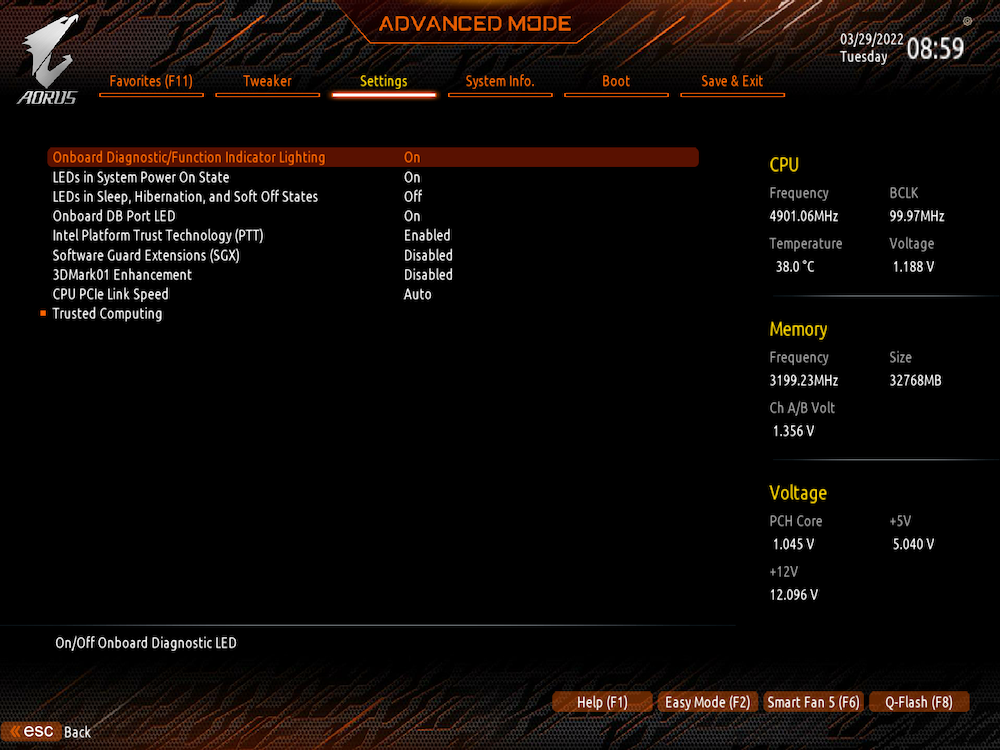 ADVANCED MODE
03/29/2022
Tuesday
08:59
AORUS
Favorites (F11) Tweaker Settings System Info. Boot Save & Exit
Onboard Diagnostic/Function Indicator Lighting On
LEDs in System Power On State On
LEDs in Sleep, Hibernation, and Soft Off States Off
Onboard DB Port LED On
Intel Platform Trust Technology (PTT) Enabled
Software Guard Extensions (SGX) Disabled
3DMark01 Enhancement Disabled
CPU PCIe Link Speed Auto
Trusted Computing
CPU
Frequency BCLK
4901.06MHz 99.97MHz
Temperature Voltage
38.0 °C 1.188 V
Memory
Frequency Size
3199.23MHz 32768MB
Ch A/B Volt
1.356 V
Voltage
PCH Core +5V
1.045 V 5.040 V
+12V
12.096 V
On/Off Onboard Diagnostic LED
Help (F1) Easy Mode (F2) Smart Fan 5 (F6) Q-Flash (F8)
esc Back